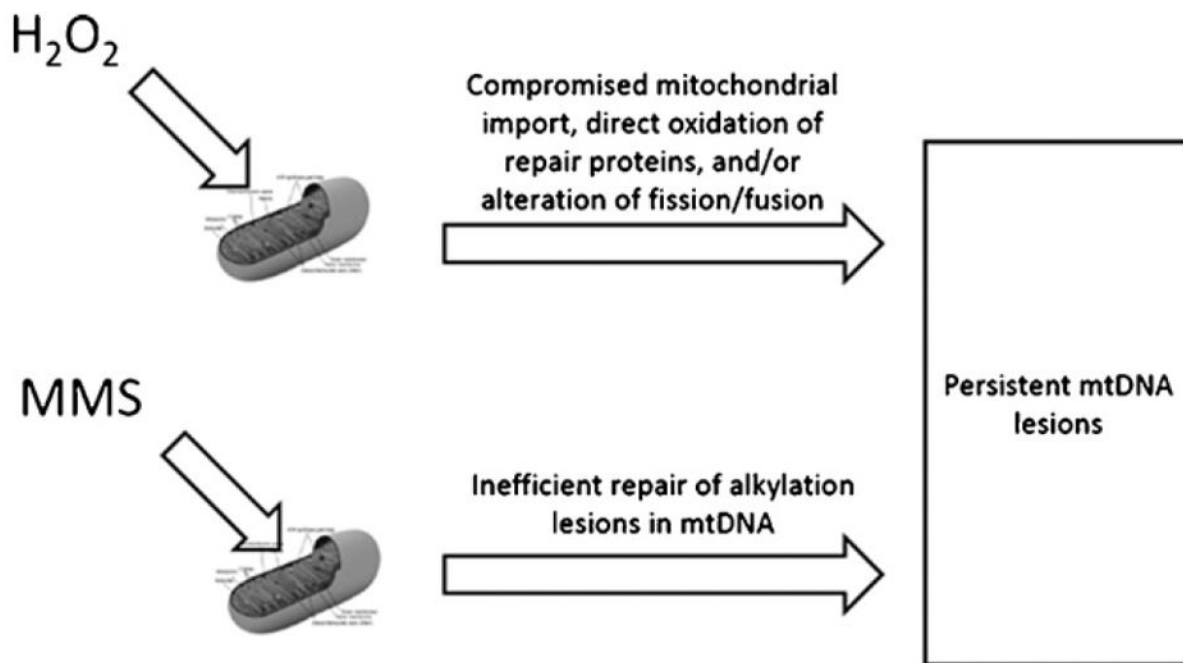 H₂O₂
Compromised mitochondrial
import, direct oxidation of
repair proteins, and/or
alteration of fission/fusion
Persistent mtDNA
lesions
MMS
Inefficient repair of alkylation
lesions in mtDNA